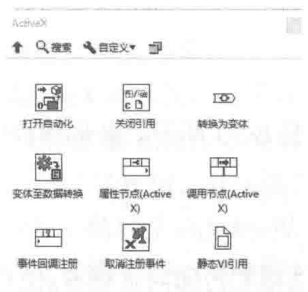 ActiveX
搜索 自定义▾
打开自动化 关闭引用 转换为变体
变体至数据转换 属性节点(Active X) 调用节点(Active X)
事件回调注册 取消注册事件 静态VI引用